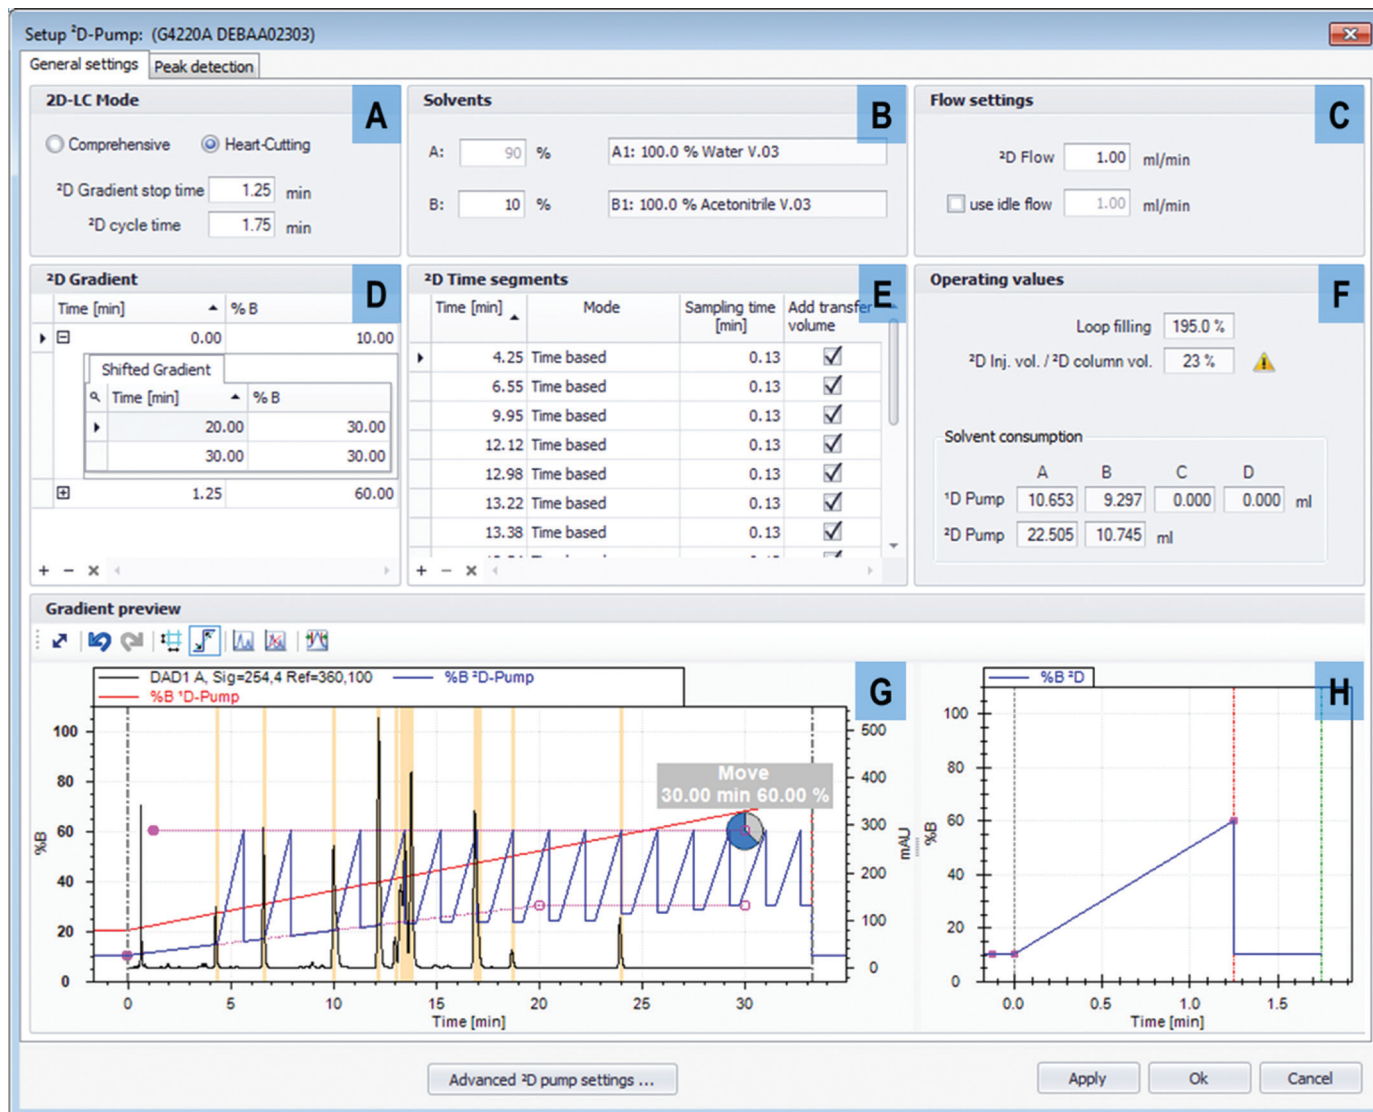 Setup ²D-Pump: (G4220A DEBAA02303)
General settings Peak detection
2D-LC Mode A
Comprehensive Heart-Cutting
²D Gradient stop time 1.25 min
²D cycle time 1.75 min
Solvents B
A: 90 % A1: 100.0 % Water V.03
B: 10 % B1: 100.0 % Acetonitrile V.03
Flow settings C
²D Flow 1.00 ml/min
use idle flow 1.00 ml/min
²D Gradient D
Time [min] % B
0.00 10.00
Shifted Gradient
Time [min] % B
20.00 30.00
30.00 30.00
1.25 60.00
²D Time segments E
Time [min] Mode Sampling time [min] Add transfer volume
4.25 Time based 0.13
6.55 Time based 0.13
9.95 Time based 0.13
12.12 Time based 0.13
12.98 Time based 0.13
13.22 Time based 0.13
13.38 Time based 0.13
Operating values F
Loop filling 195.0 %
²D Inj. vol. / ²D column vol. 23 %
Solvent consumption
A B C D
¹D Pump 10.653 9.297 0.000 0.000 ml
²D Pump 22.505 10.745 ml
Gradient preview
G
DAD1 A, Sig=254,4 Ref=360,100 %B ²D-Pump
%B ¹D-Pump
Move
30.00 min 60.00 %
%B
100
80
60
40
20
0
mAU
500
400
300
200
100
0
0 5 10 15 20 25 30
Time [min]
H
%B ²D
%B
100
80
60
40
20
0
0.0 0.5 1.0 1.5
Time [min]
Advanced ²D pump settings ...
Apply Ok Cancel